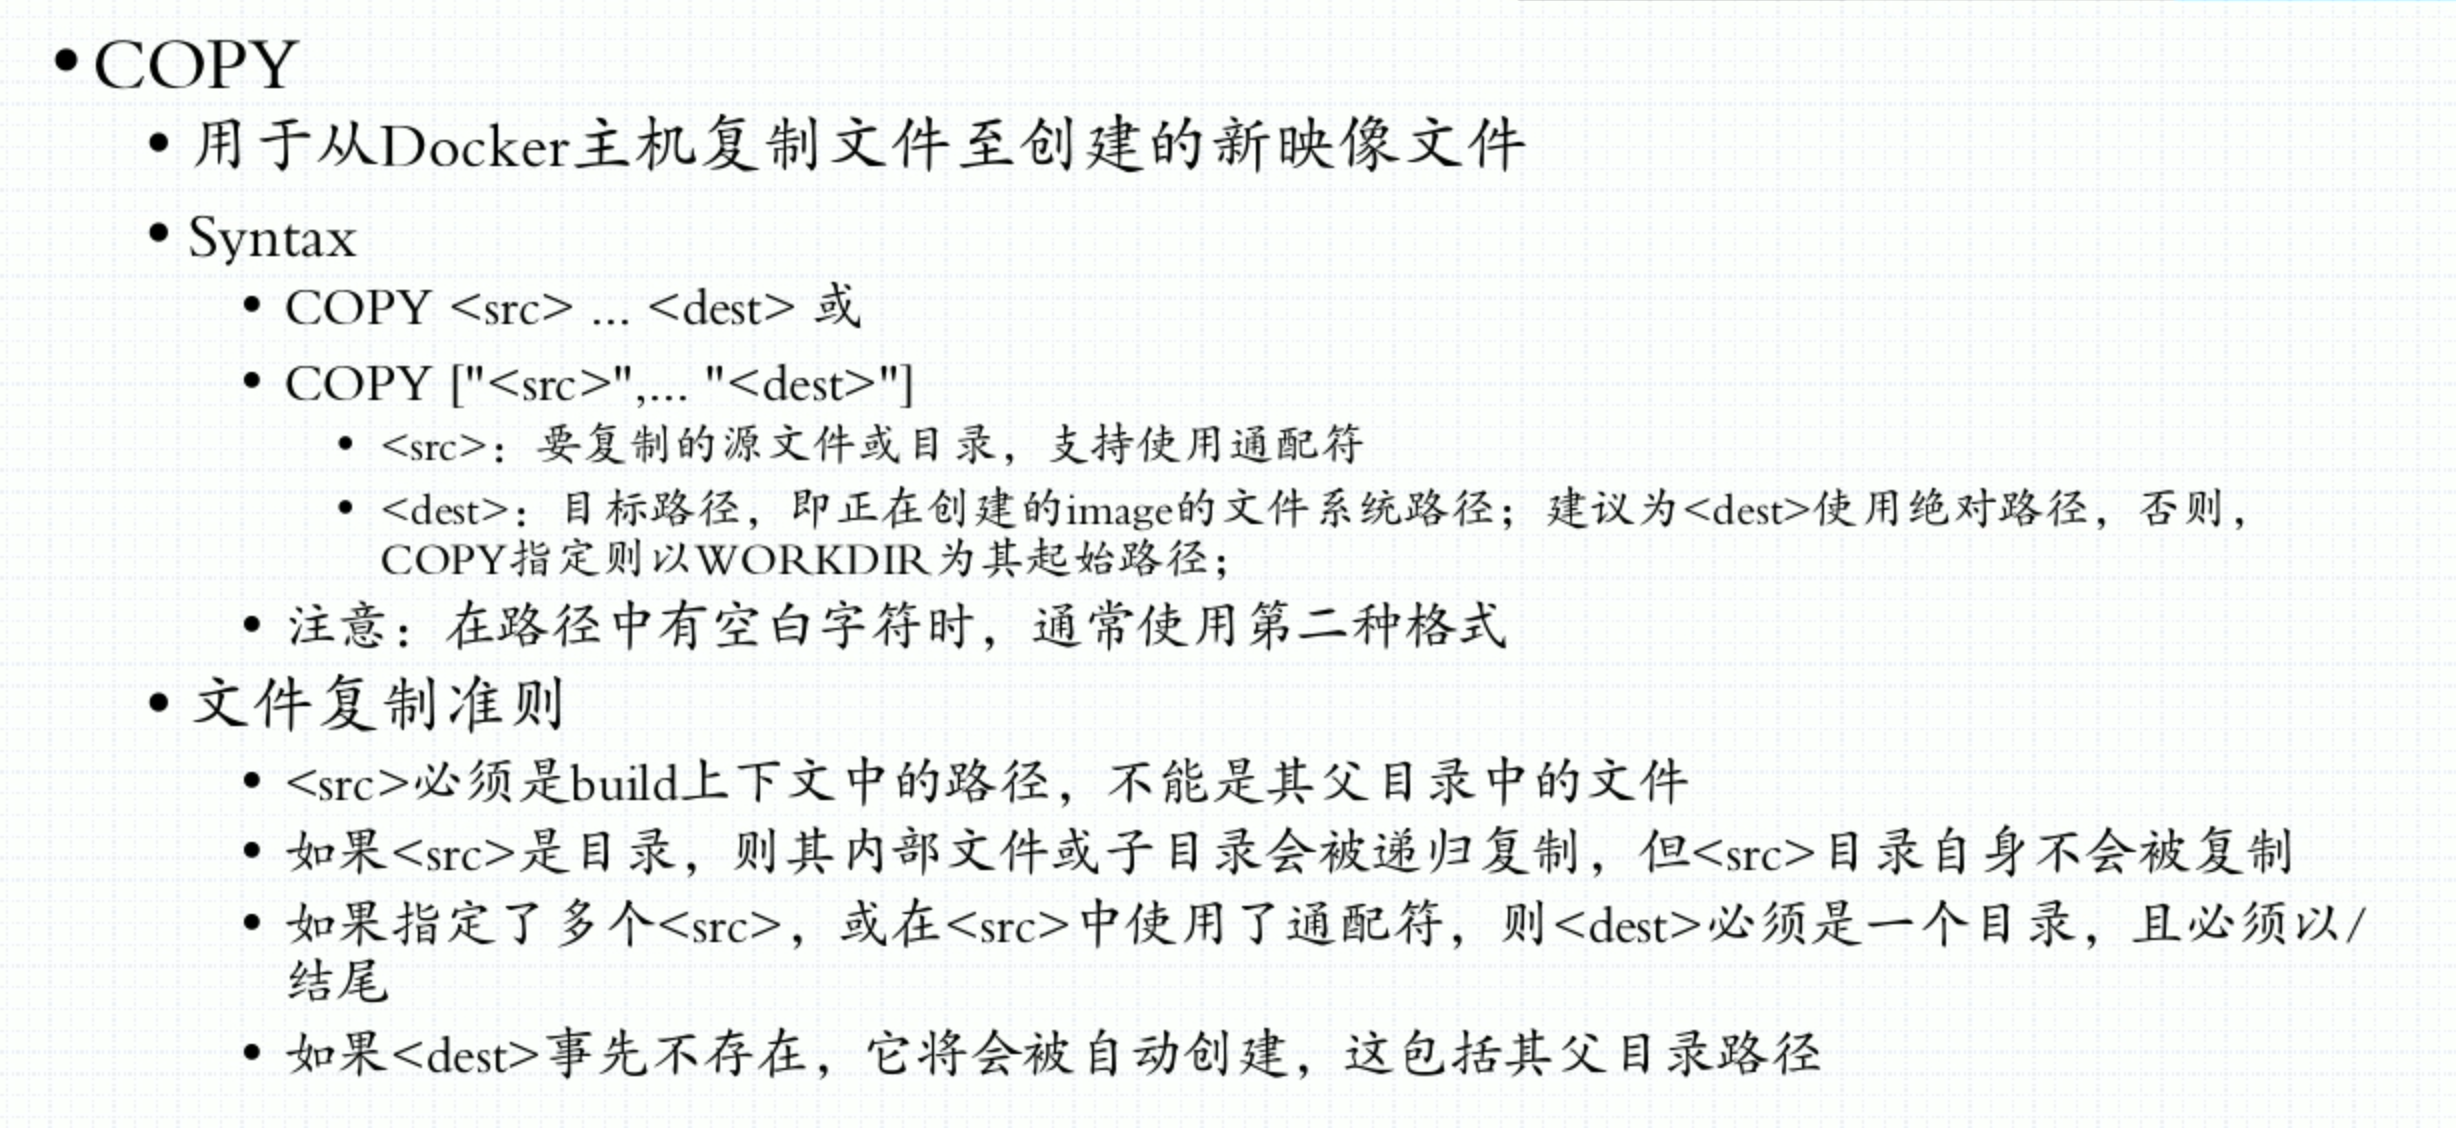 • COPY
• 用于从Docker主机复制文件至创建的新映像文件
• Syntax
• COPY <src> ... <dest> 或
• COPY ["<src>",... "<dest>"]
• <src>：要复制的源文件或目录，支持使用通配符
• <dest>：目标路径，即正在创建的image的文件系统路径；建议为<dest>使用绝对路径，否则，
COPY指定则以WORKDIR为其起始路径；
• 注意：在路径中有空白字符时，通常使用第二种格式
• 文件复制准则
• <src>必须是build上下文中的路径，不能是其父目录中的文件
• 如果<src>是目录，则其内部文件或子目录会被递归复制，但<src>目录自身不会被复制
• 如果指定了多个<src>，或在<src>中使用了通配符，则<dest>必须是一个目录，且必须以/
结尾
• 如果<dest>事先不存在，它将会被自动创建，这包括其父目录路径